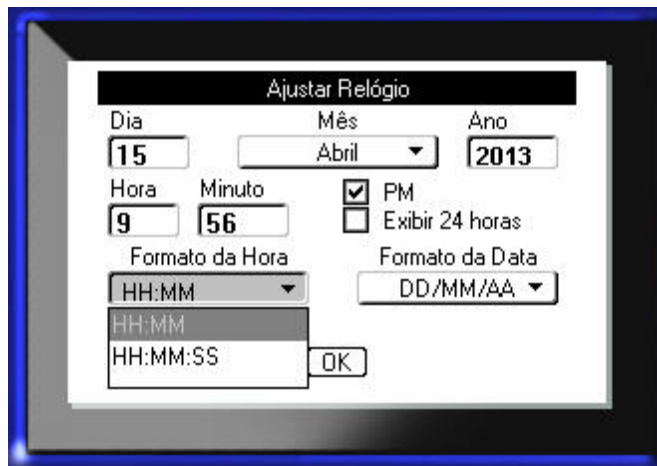 Ajustar Relógio
Dia Mês Ano
15 Abril 2013
Hora Minuto PM
9 56 Exibir 24 horas
Formato da Hora Formato da Data
HH:MM DD/MM/AA
HH:MM
HH:MM:SS
OK